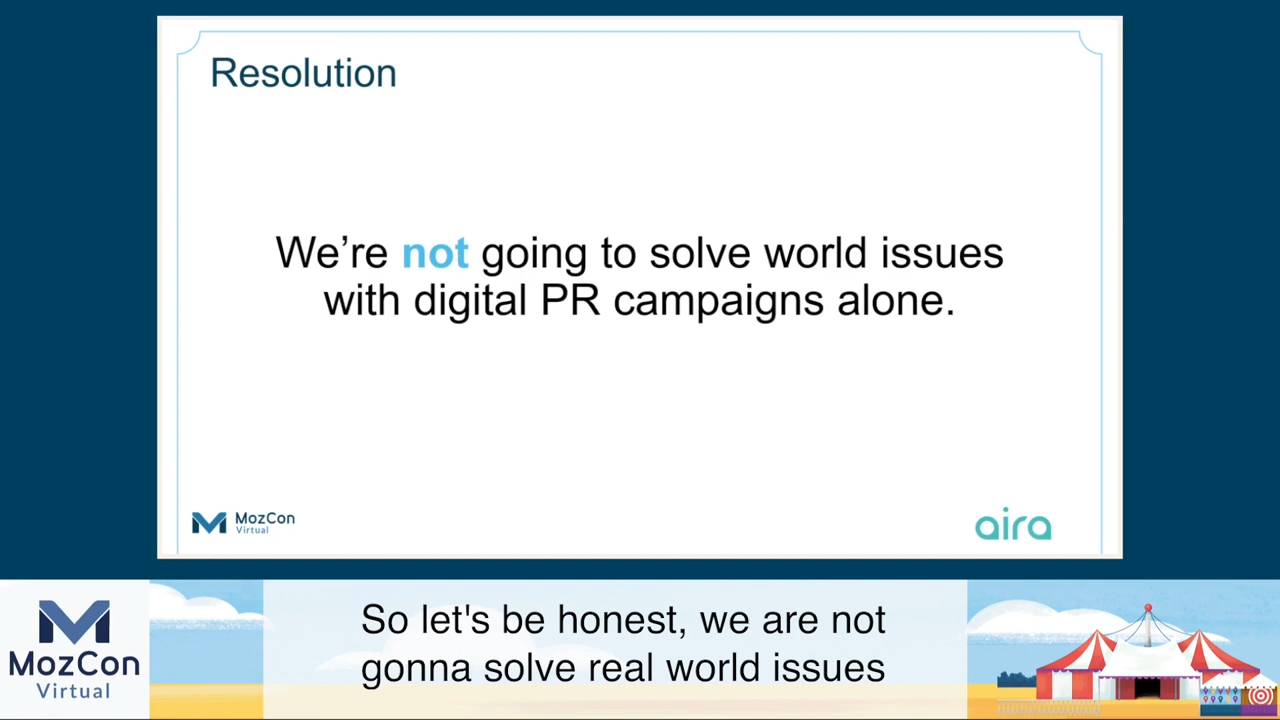 Resolution
We’re not going to solve world issues
with digital PR campaigns alone.
MozCon
Virtual
aira
MozCon
Virtual
So let's be honest, we are not
gonna solve real world issues